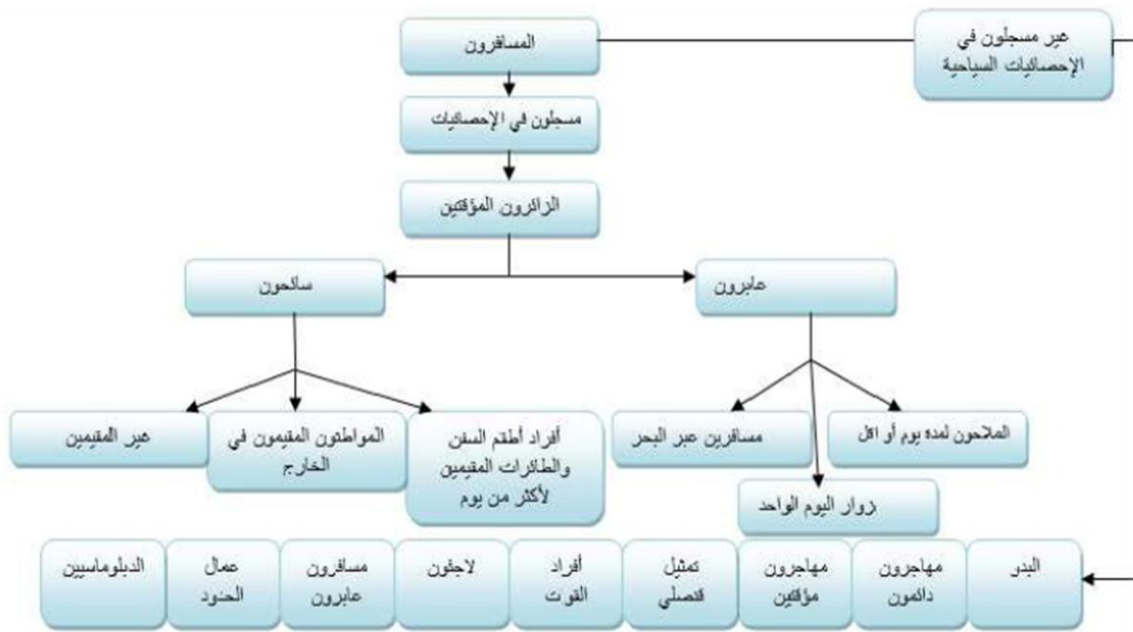 غير مسجلون في
الإحصائيات السياحية
المسافرون
مسجلون في الإحصائيات
الزائرون المؤقتين
عابرون
سائحون
الملاحون لمدة يوم أو اقل
مسافرين عبر البحر
زوار اليوم الواحد
أفراد أطقم السفن
والطائرات المقيمين
لأكثر من يوم
المواطنون المقيمون في
الخارج
غير المقيمين
البدو
مهاجرون
دائمون
مهاجرون
مؤقتين
تمثيل
قنصلي
أفراد
القوات
لاجئون
مسافرون
عابرون
عمال
الحدود
الدبلوماسيين